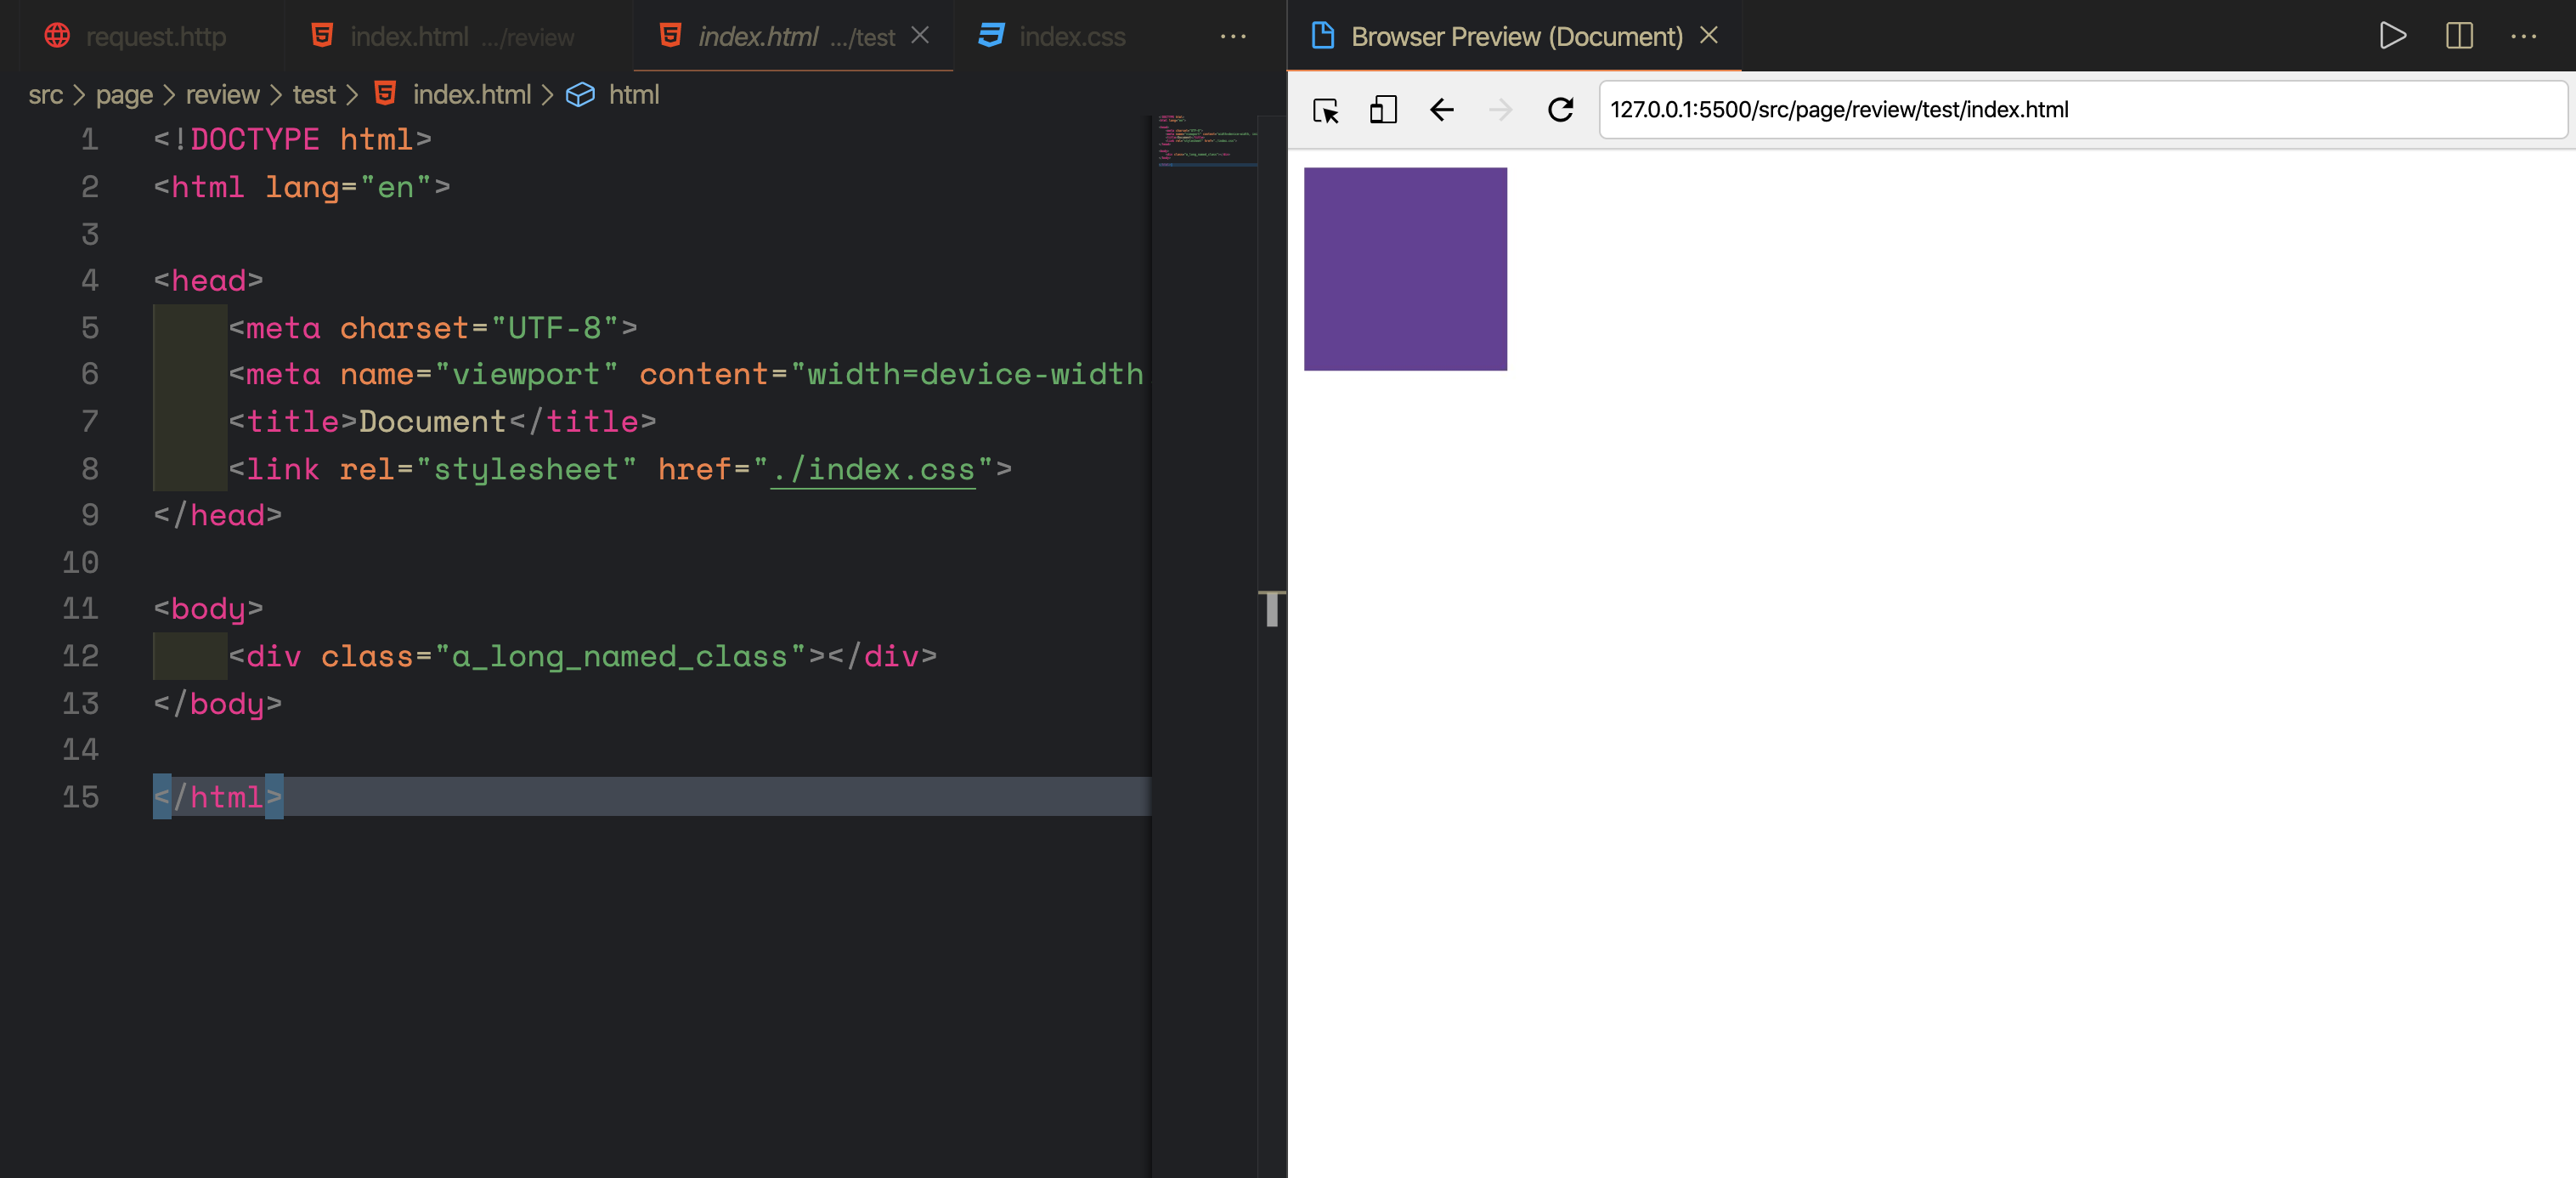 request.http
index.html .../review
index.html .../test
index.css
Browser Preview (Document)
src > page > review > test > index.html > html
127.0.0.1:5500/src/page/review/test/index.html
1 <!DOCTYPE html>
2 <html lang="en">
3
4 <head>
5 <meta charset="UTF-8">
6 <meta name="viewport" content="width=device-width
7 <title>Document</title>
8 <link rel="stylesheet" href="./index.css">
9 </head>
10
11 <body>
12 <div class="a_long_named_class"></div>
13 </body>
14
15 </html>